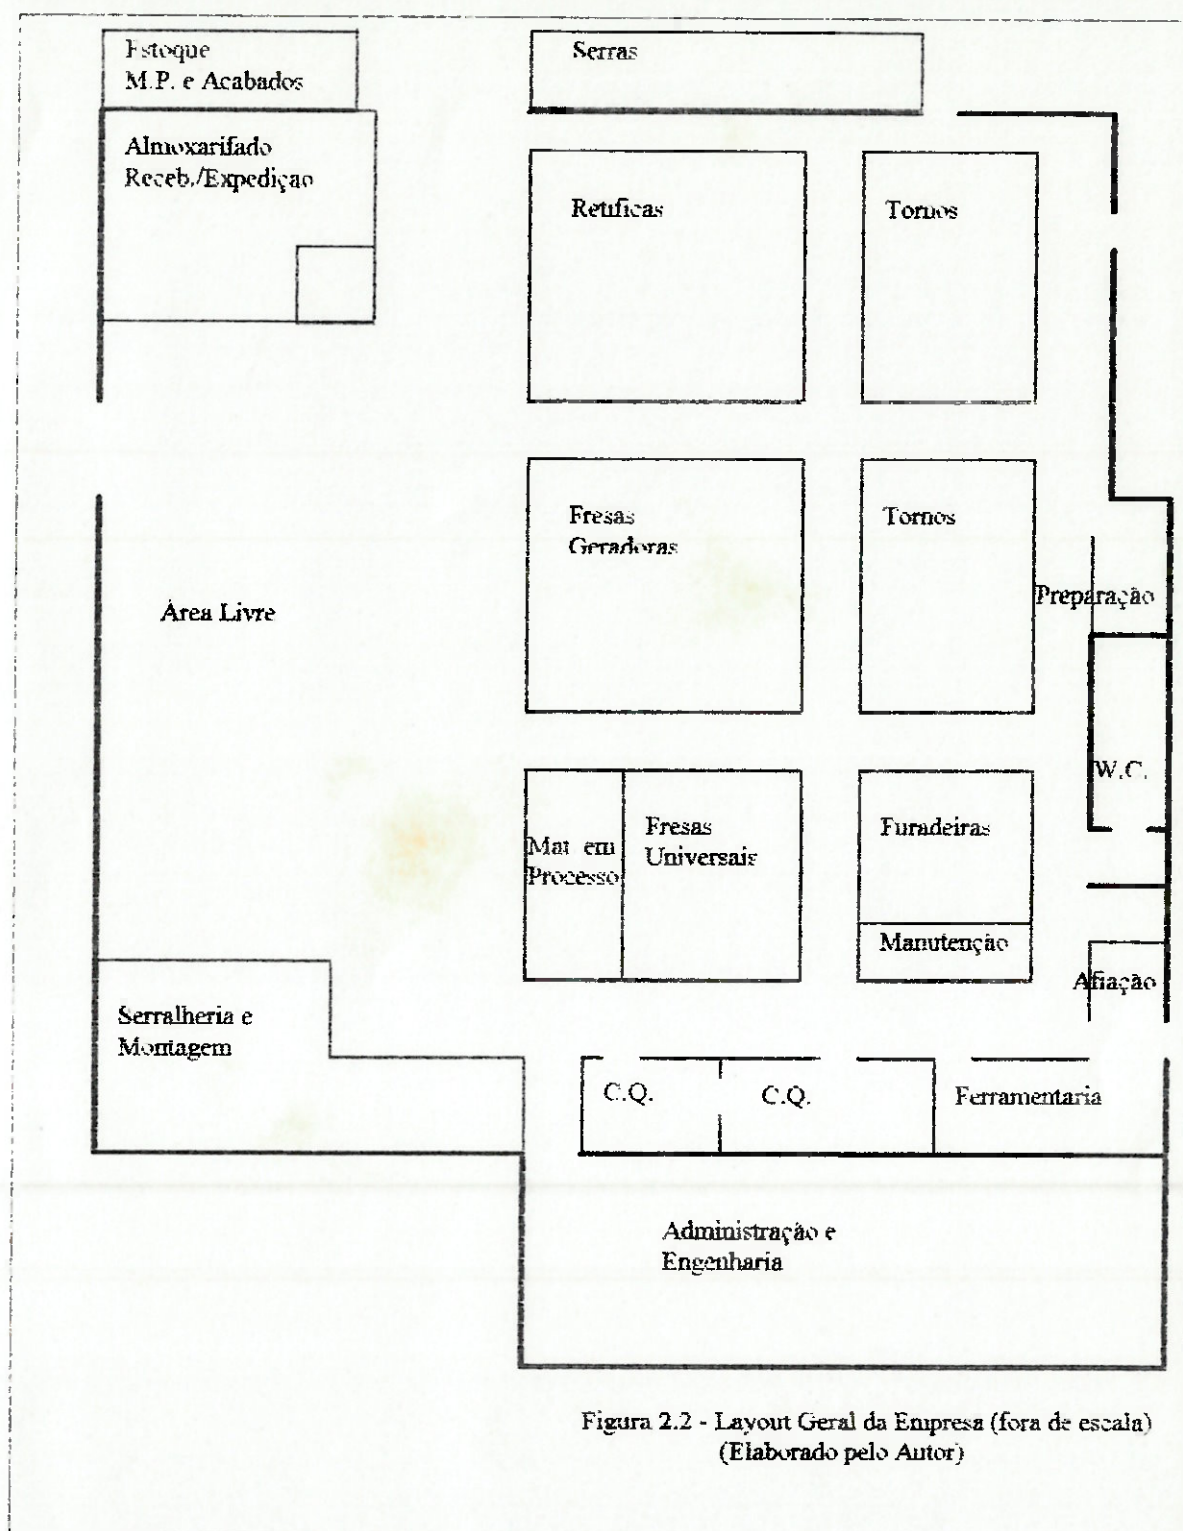 Estoque
M.P. e Acabados
Serras
Almoxarifado
Receb./Expedição
Retíficas
Tornos
Fresas
Geradoras
Tornos
Preparação
Área Livre
W.C.
Mat em
Processo
Fresas
Universais
Furadeiras
Manutenção
Afiação
Serralheria e
Montagem
C.Q.
C.Q.
Ferramentaria
Administração e
Engenharia
Figura 2.2 - Layout Geral da Empresa (fora de escala)
(Elaborado pelo Autor)